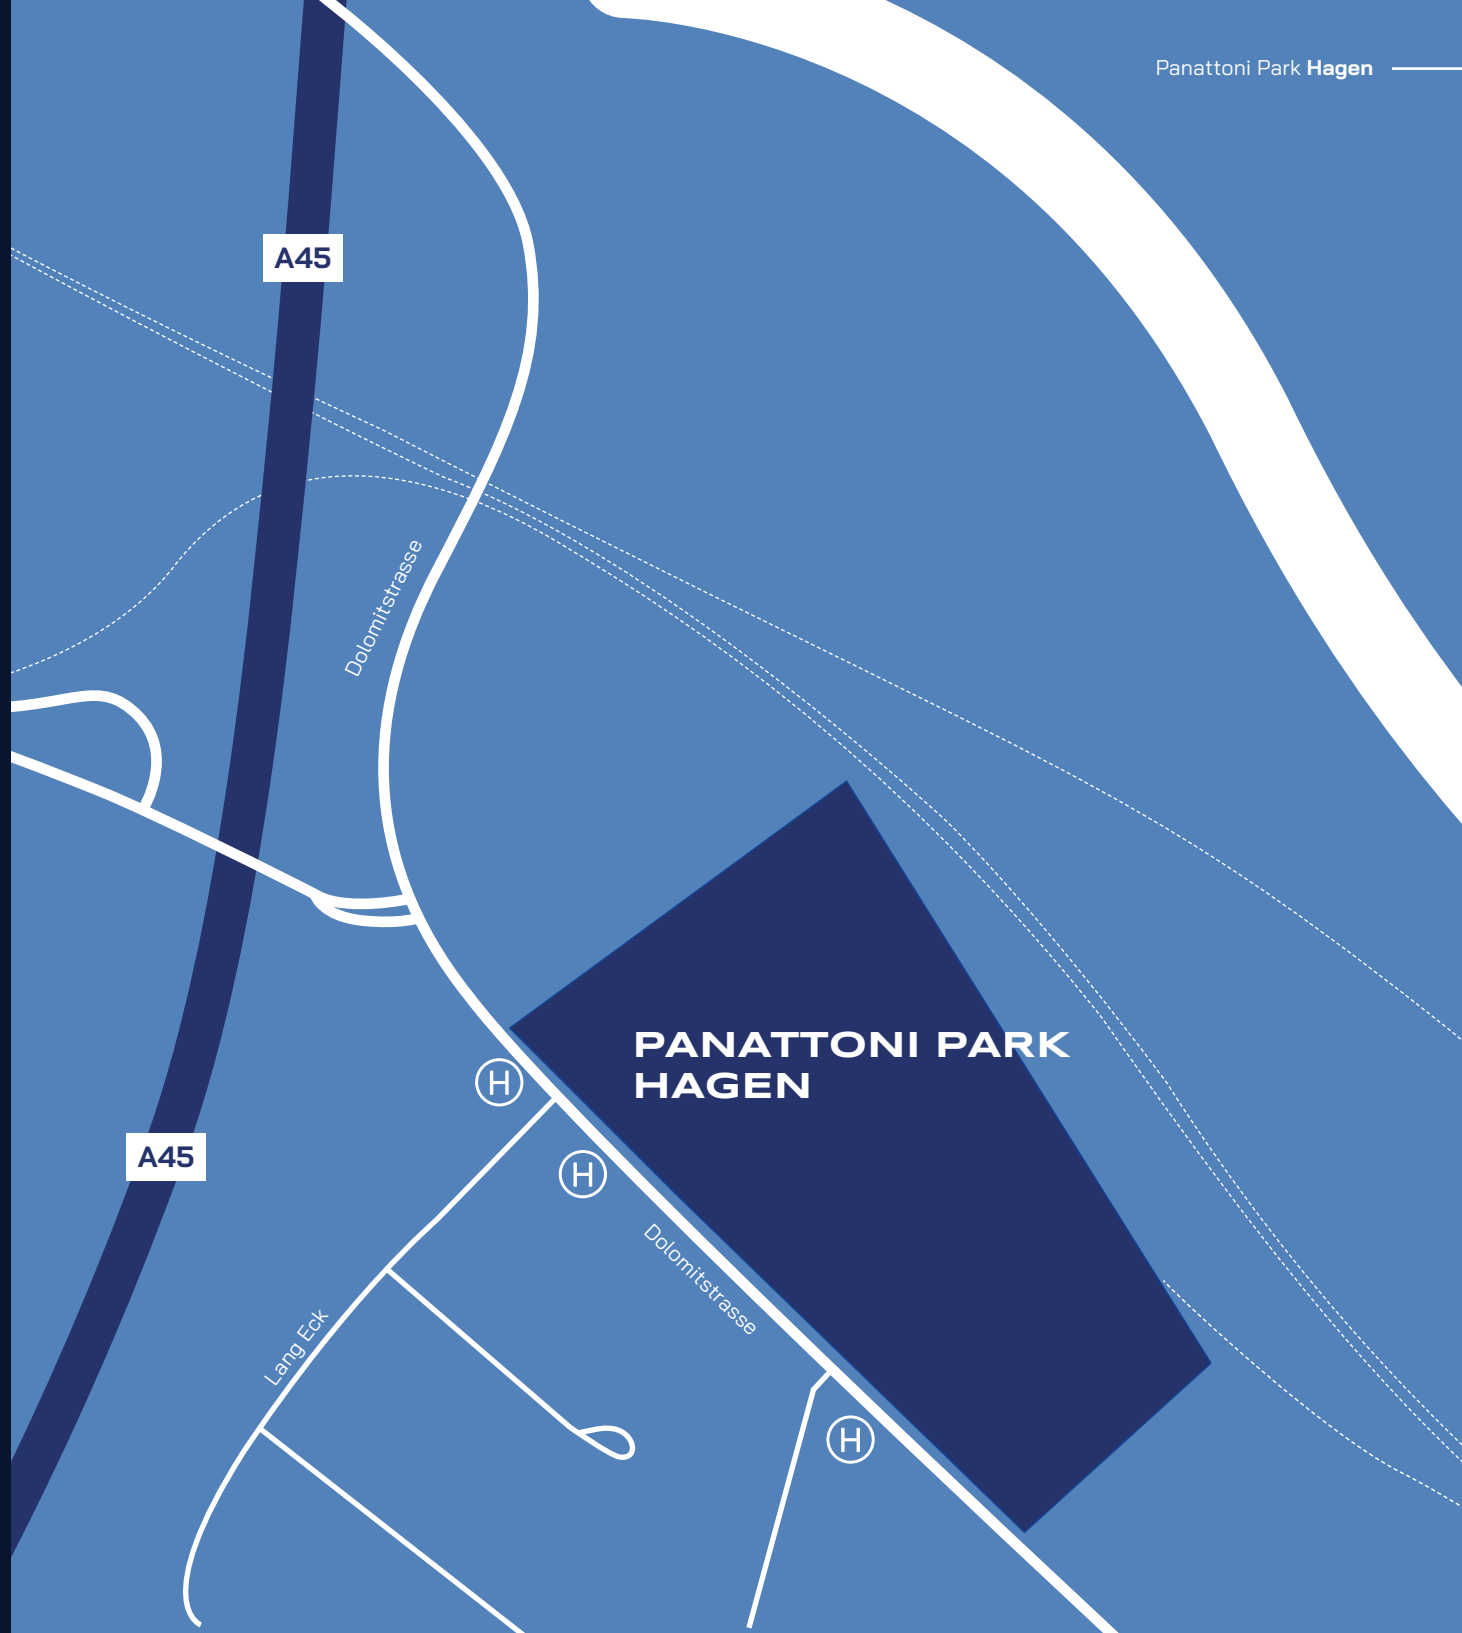 Panattoni Park Hagen
A45
Dolomitstrasse
PANATTONI PARK
HAGEN
H
A45
H
Dolomitstrasse
Lang Eck
H